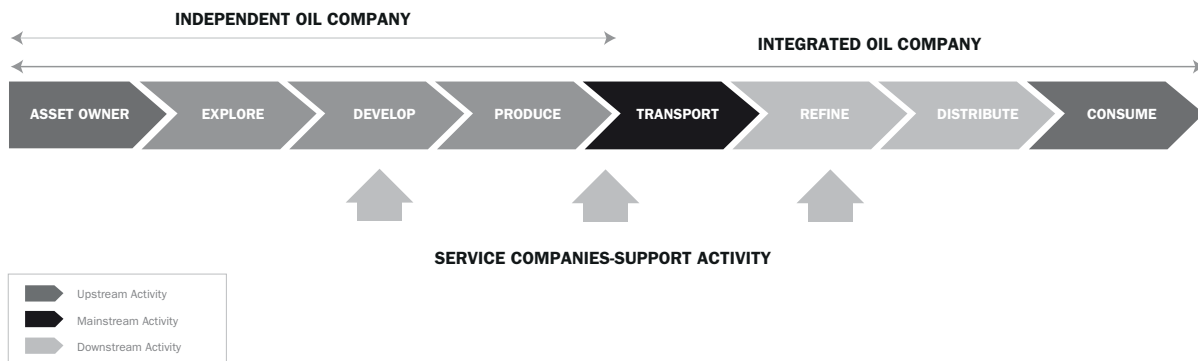 INDEPENDENT OIL COMPANY
INTEGRATED OIL COMPANY
ASSET OWNER
EXPLORE
DEVELOP
PRODUCE
TRANSPORT
REFINE
DISTRIBUTE
CONSUME
SERVICE COMPANIES-SUPPORT ACTIVITY
Upstream Activity
Mainstream Activity
Downstream Activity